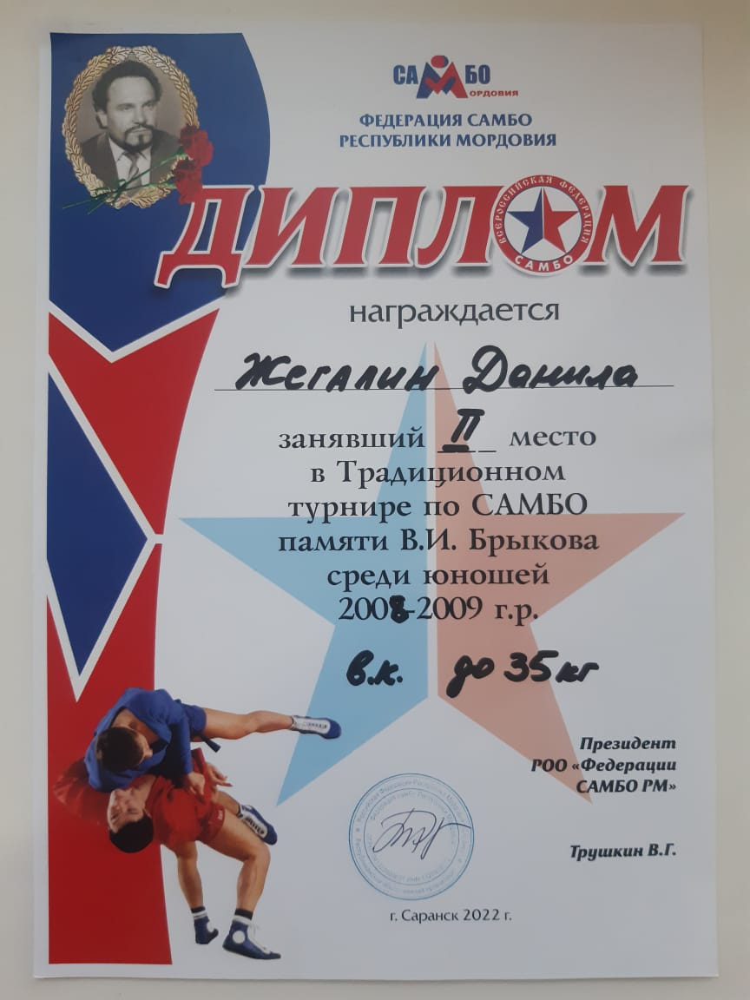 САМБО
МОРДОВИЯ
ФЕДЕРАЦИЯ САМБО
РЕСПУБЛИКИ МОРДОВИЯ
ДИПЛОМ
ВСЕРОССИЙСКАЯ ФЕДЕРАЦИЯ
САМБО
награждается
Жегалин Данила
занявший II место
в Традиционном
турнире по САМБО
памяти В.И. Брыкова
среди юношей
2008-2009 г.р.
в.к. до 35 кг
Президент
РОО «Федерации
САМБО РМ»
Трушкин В.Г.
г. Саранск 2022 г.